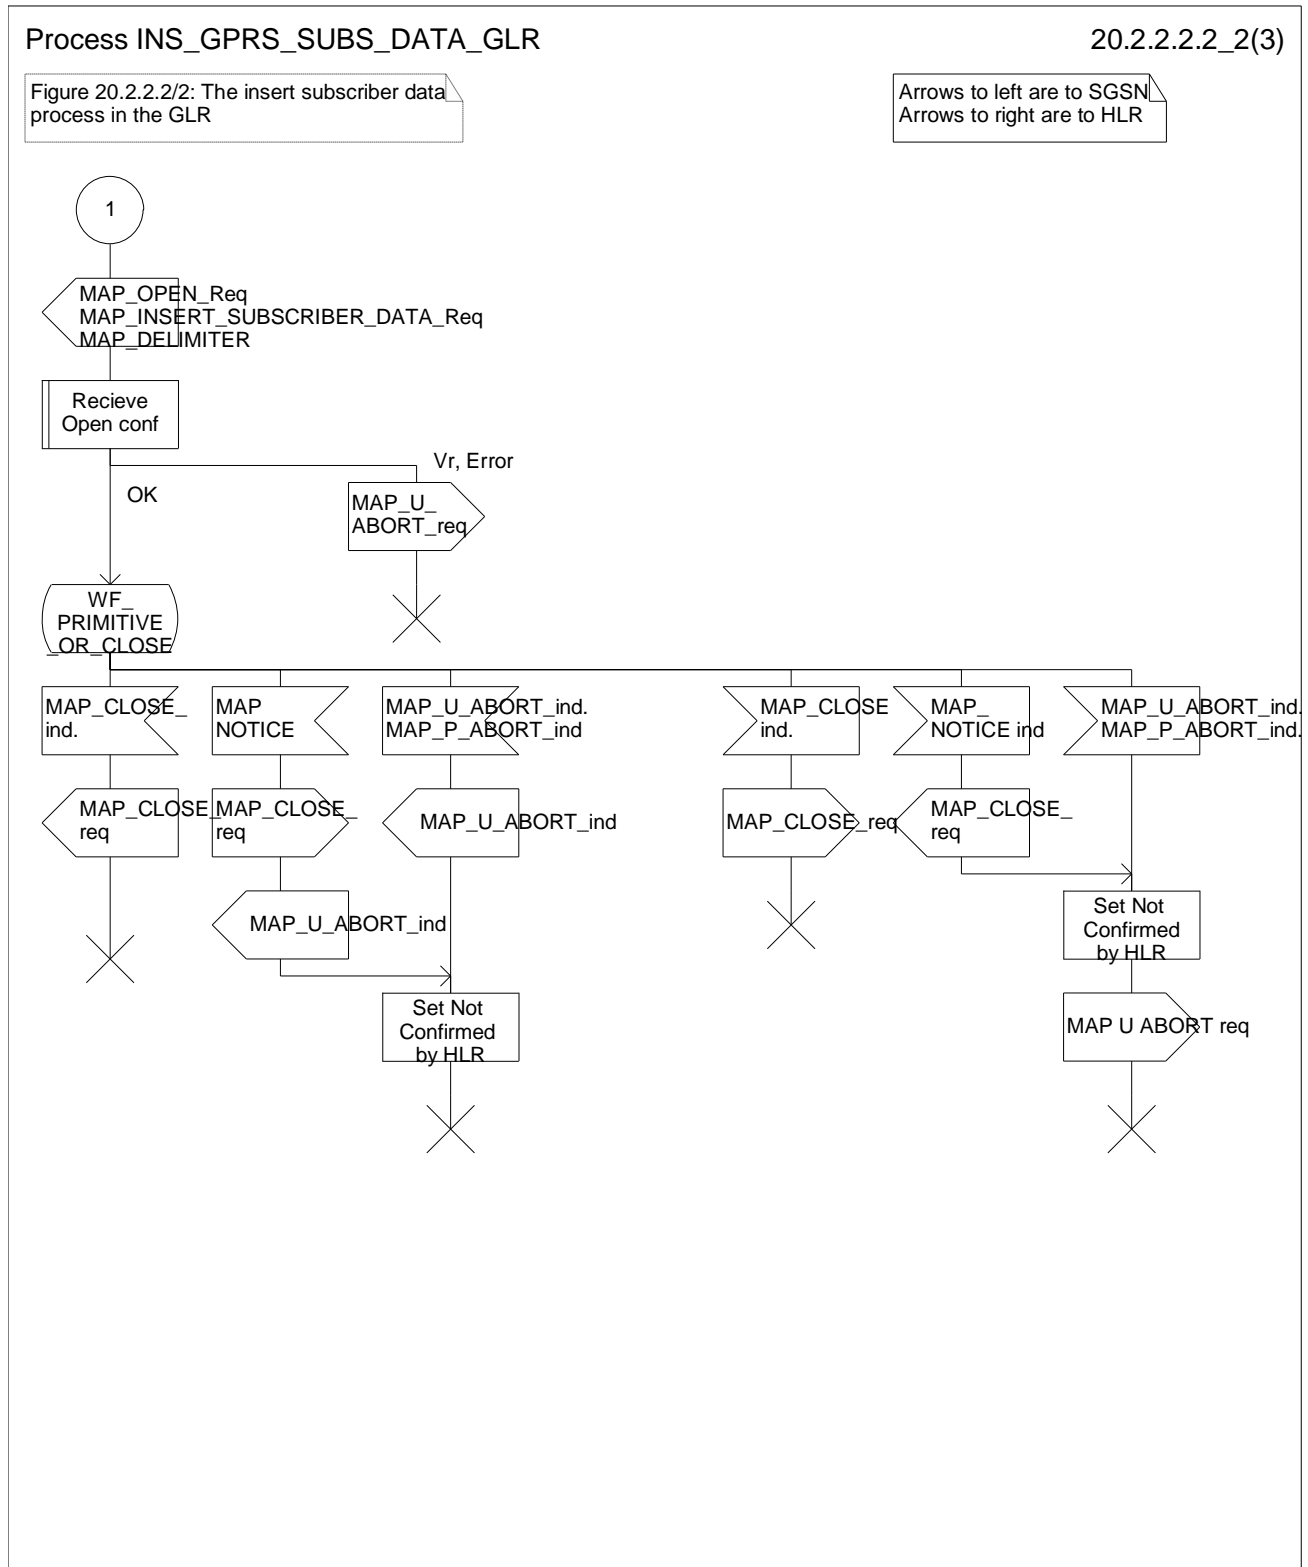 Process INS_GPRS_SUBS_DATA_GLR
20.2.2.2.2_2(3)
Figure 20.2.2.2/2: The insert subscriber data
process in the GLR
Arrows to left are to SGSN
Arrows to right are to HLR
1
MAP_OPEN_Req
MAP_INSERT_SUBSCRIBER_DATA_Req
MAP_DELIMITER
Recieve
Open conf
Vr, Error
OK
MAP_U_
ABORT_req
WF_
PRIMITIVE
_OR_CLOSE
MAP_CLOSE_
ind.
MAP
NOTICE
MAP_U_ABORT_ind.
MAP_P_ABORT_ind
MAP_CLOSE
ind.
MAP_
NOTICE ind
MAP_U_ABORT_ind.
MAP_P_ABORT_ind.
MAP_CLOSE_
req
MAP_CLOSE_
req
MAP_U_ABORT_ind
MAP_CLOSE_req
MAP_CLOSE_
req
MAP_U_ABORT_ind
Set Not
Confirmed
by HLR
Set Not
Confirmed
by HLR
MAP U ABORT req